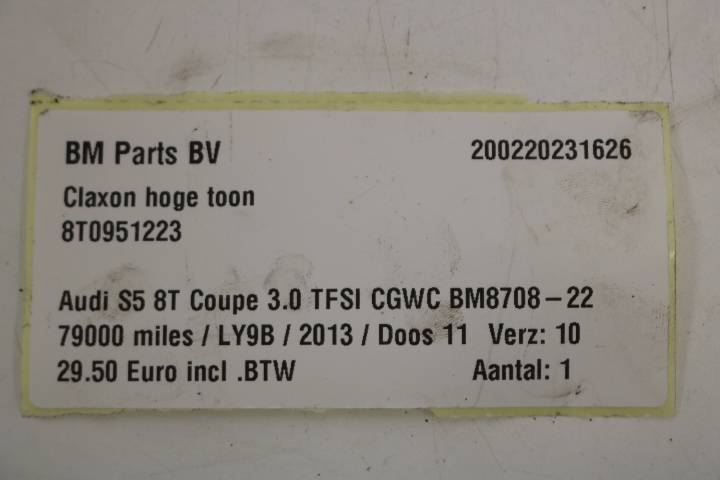 BM Parts BV 200220231626
Claxon hoge toon
8T0951223
Audi S5 8T Coupe 3.0 TFSI CGWC BM8708-22
79000 miles / LY9B / 2013 / Doos 11 Verz: 10
29.50 Euro incl .BTW Aantal: 1